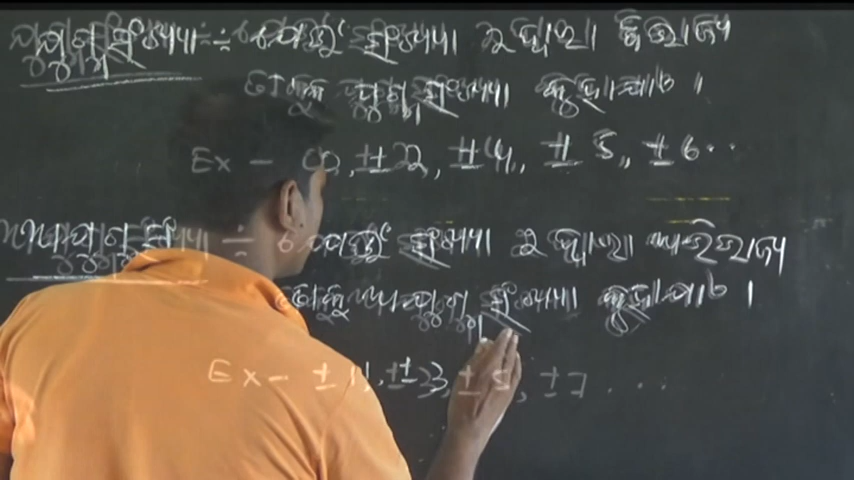 ଯୁଗ୍ମ ସଂଖ୍ୟା ÷ ଯେଉଁ ସଂଖ୍ୟା 2 ଦ୍ୱାରା ବିଭାଜ୍ୟ
ତାକୁ ଯୁଗ୍ମ ସଂଖ୍ୟା କୁହାଯାଏ ।
Ex - 0, ±2, ±4, ± ±6 ..
ଅଯୁଗ୍ମ ସଂଖ୍ୟା ÷ ଯେଉଁ ସଂଖ୍ୟା 2 ଦ୍ୱାରା ଅବିଭାଜ୍ୟ
ତାକୁ ଅଯୁଗ୍ମ ସଂଖ୍ୟା କୁହାଯାଏ ।
Ex - ±1, ±3, ±5, ±7 . . .